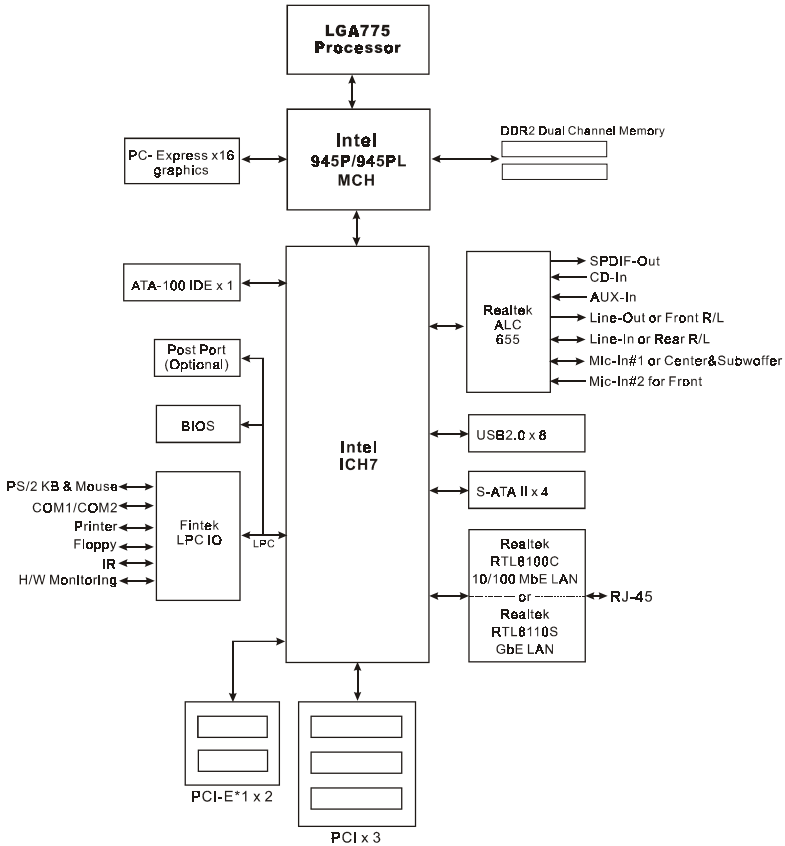 LGA775
Processor
Intel
945P/945PL
MCH
PC- Express x16
graphics
DDR2 Dual Channel Memory
ATA-100 IDE x 1
Realtek
ALC
655
SPDIF-Out
CD-In
AUX-In
Line-Out or Front R/L
Line-In or Rear R/L
Mic-In#1 or Center&Subwoffer
Mic-In#2 for Front
Post Port
(Optional)
BIOS
Intel
ICH7
USB2.0 x 8
S-ATA II x 4
PS/2 KB & Mouse
COM1/COM2
Printer
Floppy
IR
H/W Monitoring
Fintek
LPC IO
LPC
Realtek
RTL8100C
10/100 MbE LAN
or
Realtek
RTL8110S
GbE LAN
RJ-45
PCI-E*1 x 2
PCI x 3